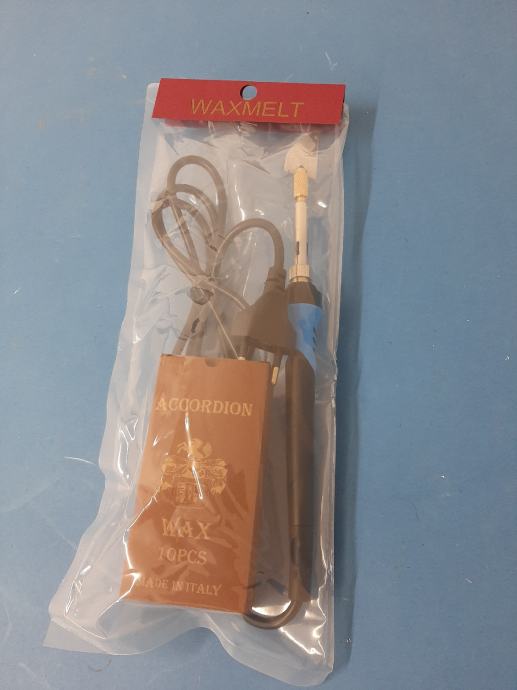 WAXMELT
ACCORDION
WAX
10PCS
MADE IN ITALY